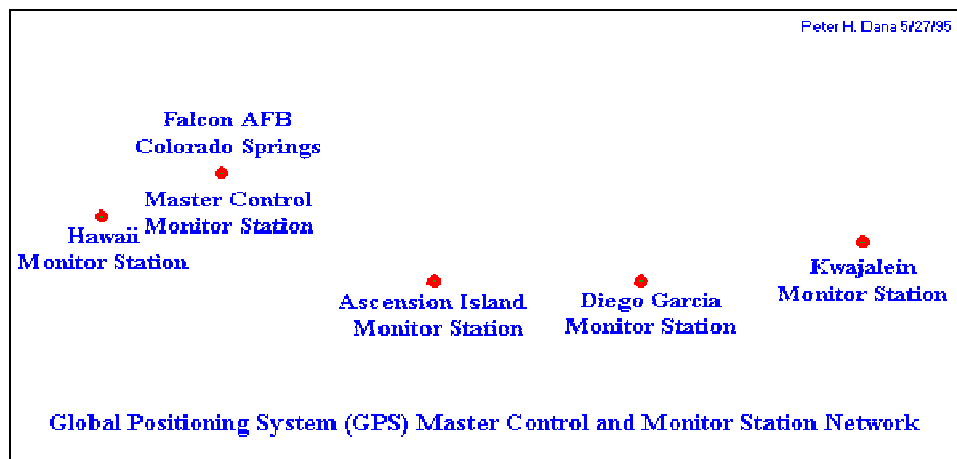 Peter H. Dana 5/27/95
Falcon AFB
Colorado Springs
Master Control
Monitor Station
Hawaii
Monitor Station
Ascension Island
Monitor Station
Diego Garcia
Monitor Station
Kwajalein
Monitor Station
Global Positioning System (GPS) Master Control and Monitor Station Network